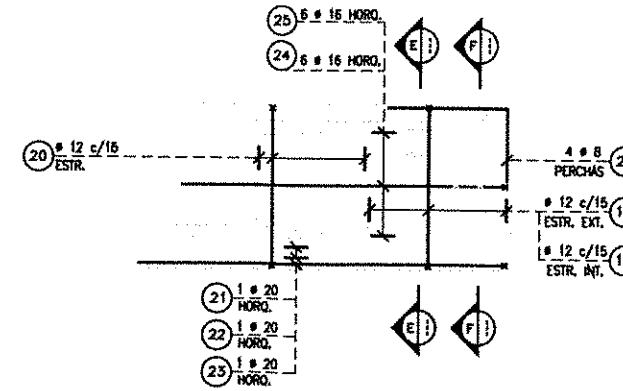 25 6 ø 16 HORQ.
24 6 ø 16 HORQ.
E F
20 ø 12 c/15
ESTR.
4 ø 8
PERCHAS
ø 12 c/15
ESTR. EXT.
ø 12 c/15
ESTR. INT.
21 1 ø 20
HORQ.
22 1 ø 20
HORQ.
23 1 ø 20
HORQ.
E F